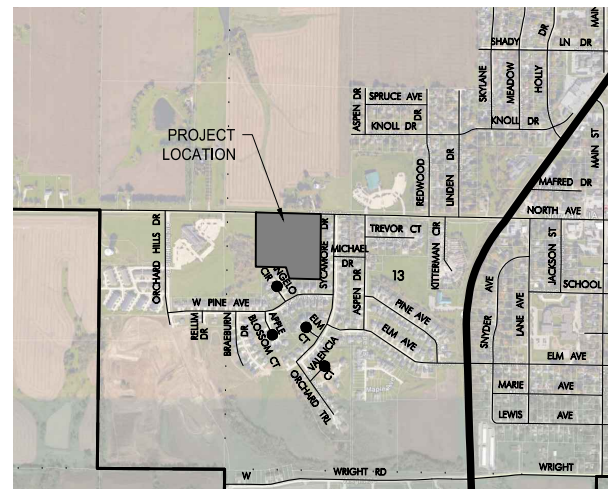 SHADY LN DR
MAIN
SKYLANE
MEADOW
HOLLY DR
ASPEN DR
SPRUCE AVE
KNOLL DR
DR
KNOLL DR
MAIN ST
PROJECT
LOCATION
REDWOOD
LINDEN DR
MAFRED DR
NORTH AVE
ORCHARD HILLS DR
SYCAMORE DR
TREVOR CT
MICHAEL
DR
KITTERMAN CIR
JACKSON ST
ANGELO
CIR
ASPEN DR
13
SCHOOL
W PINE AVE
PINE AVE
SNYDER AVE
LANE AVE
RELLUM
DR
BRAEBURN
DR
APPLE
BLOSSOM CT
ELM
CT
ELM AVE
ELM AVE
VALENCIA
CT
MARIE AVE
ORCHARD TRL
LEWIS AVE
W WRIGHT RD
WRIGHT